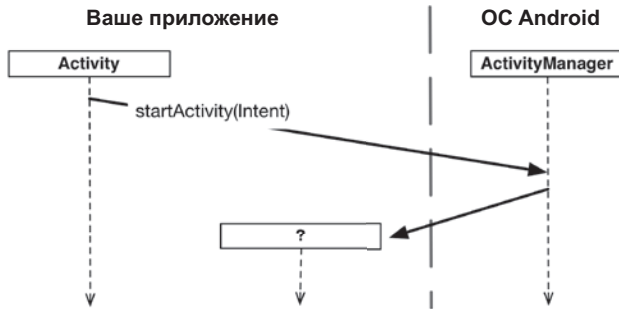 Ваше приложение
ОС Android
Activity
ActivityManager
startActivity(Intent)
?